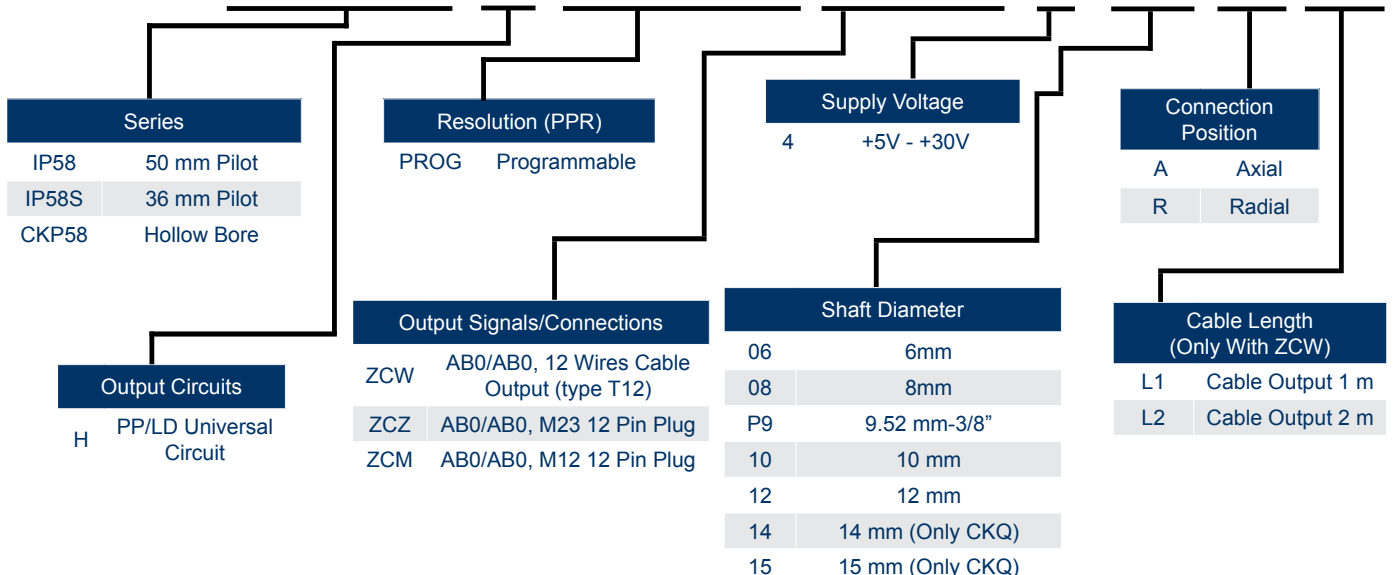 Series
IP58 50 mm Pilot
IP58S 36 mm Pilot
CKP58 Hollow Bore
Resolution (PPR)
PROG Programmable
Supply Voltage
4 +5V - +30V
Connection
Position
A Axial
R Radial
Output Circuits
H PP/LD Universal
Circuit
Output Signals/Connections
ZCW AB0/AB0, 12 Wires Cable
Output (type T12)
ZCZ AB0/AB0, M23 12 Pin Plug
ZCM AB0/AB0, M12 12 Pin Plug
Shaft Diameter
06 6mm
08 8mm
P9 9.52 mm-3/8”
10 10 mm
12 12 mm
14 14 mm (Only CKQ)
15 15 mm (Only CKQ)
Cable Length
(Only With ZCW)
L1 Cable Output 1 m
L2 Cable Output 2 m